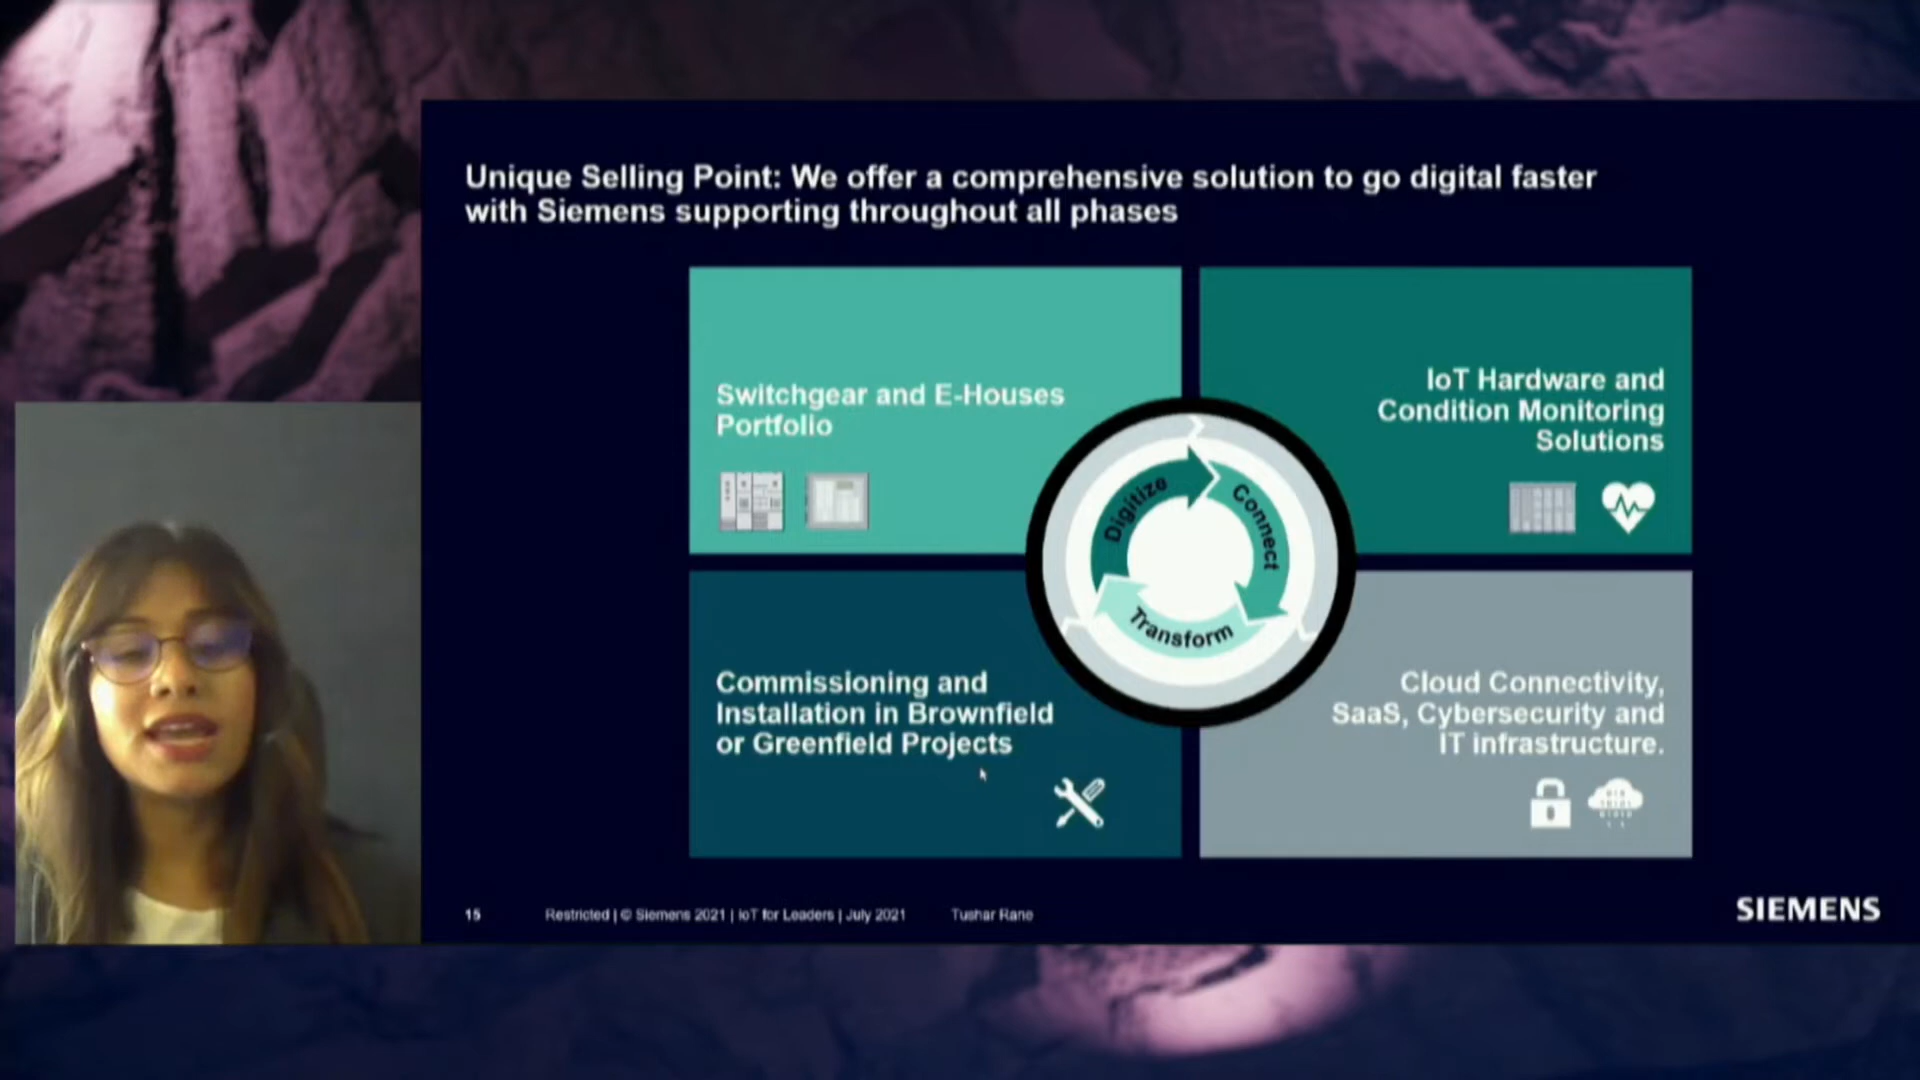 Unique Selling Point: We offer a comprehensive solution to go digital faster
with Siemens supporting throughout all phases
Switchgear and E-Houses
Portfolio
IoT Hardware and
Condition Monitoring
Solutions
Digitize
Connect
Transform
Commissioning and
Installation in Brownfield
or Greenfield Projects
Cloud Connectivity,
SaaS, Cybersecurity and
IT infrastructure.
15 Restricted | © Siemens 2021 | IoT for Leaders | July 2021 Tushar Rane
SIEMENS